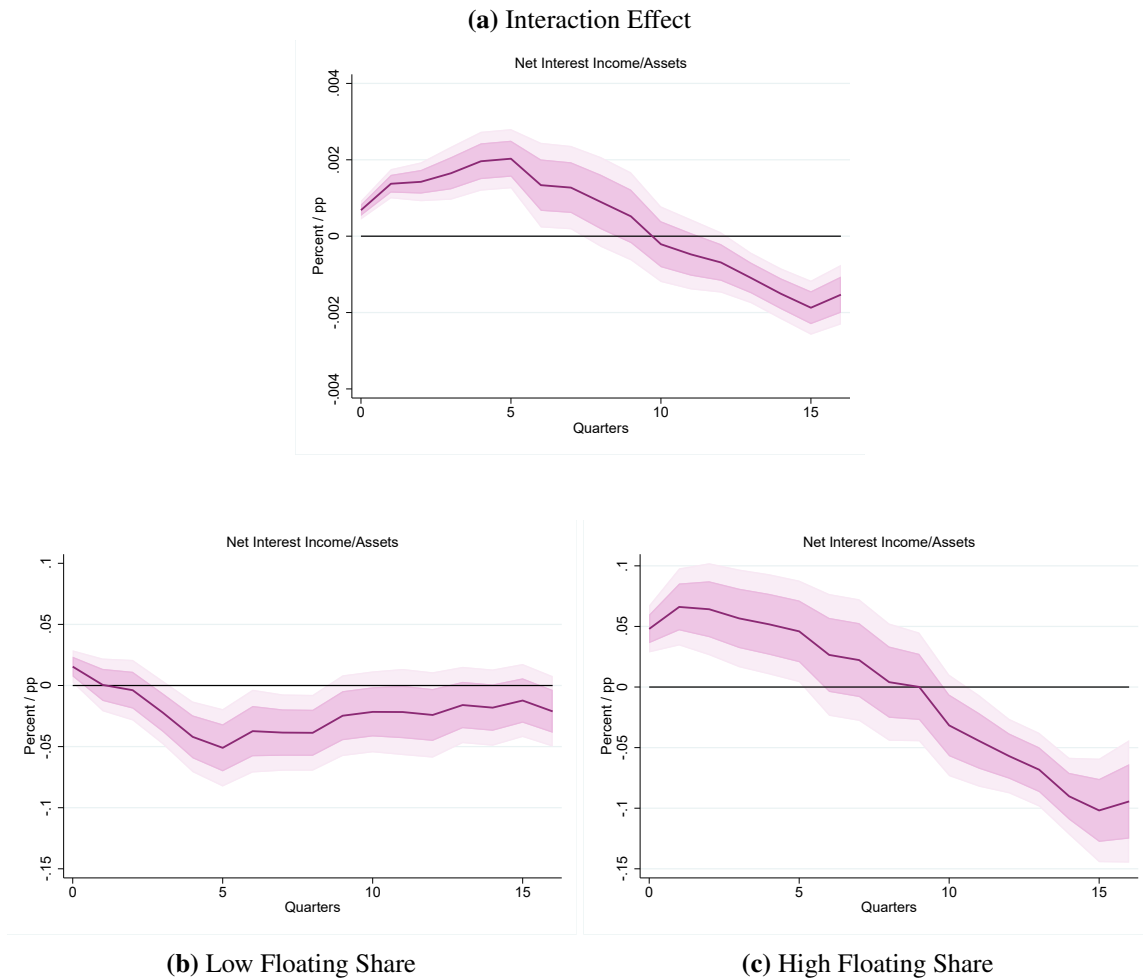 (a) Interaction Effect
Net Interest Income/Assets
Percent / pp
.004
.002
0
-.002
-.004
0 5 10 15
Quarters
Net Interest Income/Assets
Percent / pp
.1
.05
0
-.05
-.1
-.15
0 5 10 15
Quarters
(b) Low Floating Share
Net Interest Income/Assets
Percent / pp
.1
.05
0
-.05
-.1
-.15
0 5 10 15
Quarters
(c) High Floating Share